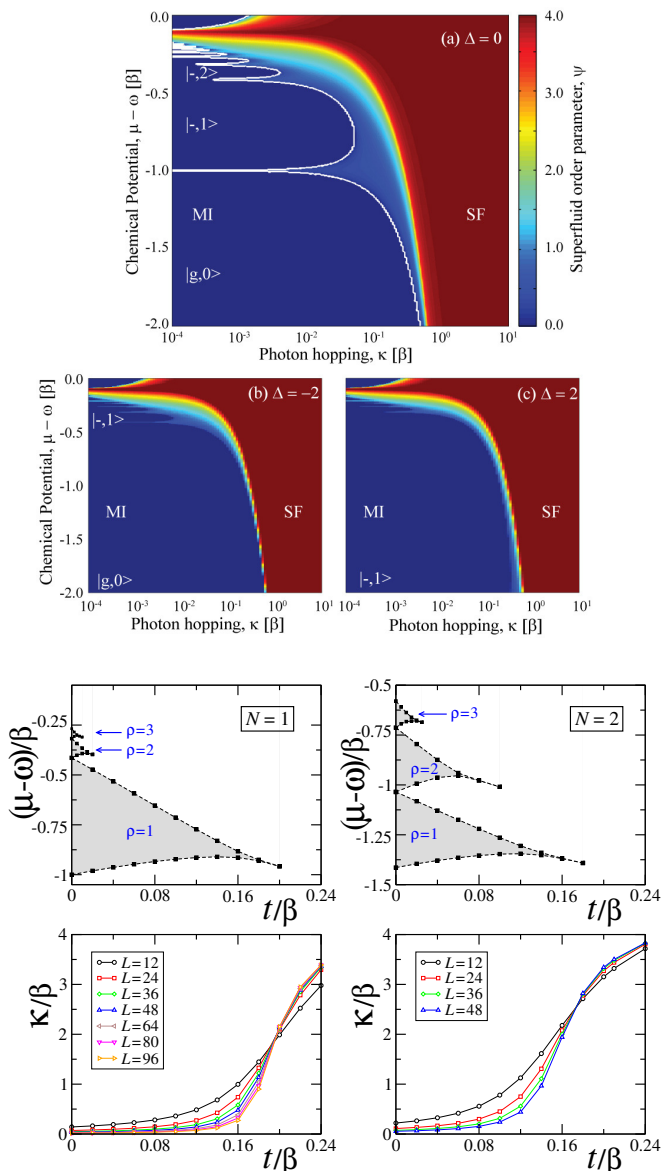 (a) Δ = 0
Chemical Potential, μ − ω [β]
0.0
-0.5
-1.0
-1.5
-2.0
|-,2>
|-,1>
MI
SF
|g,0>
10⁻⁴
10⁻³
10⁻²
10⁻¹
10⁰
10¹
Photon hopping, κ [β]
4.0
3.0
2.0
1.0
0.0
Superfluid order parameter, ψ
(b) Δ = −2
Chemical Potential, μ − ω [β]
0.0
-0.5
-1.0
-1.5
-2.0
|-,1>
MI
SF
|g,0>
10⁻⁴
10⁻³
10⁻²
10⁻¹
10⁰
10¹
Photon hopping, κ [β]
(c) Δ = 2
MI
SF
|-,1>
10⁻⁴
10⁻³
10⁻²
10⁻¹
10⁰
10¹
Photon hopping, κ [β]
N = 1
(μ-ω)/β
-0.25
-0.5
-0.75
-1
ρ=3
ρ=2
ρ=1
0
0.08
0.16
0.24
t/β
N = 2
(μ-ω)/β
-0.5
-0.75
-1
-1.25
-1.5
ρ=3
ρ=2
ρ=1
0
0.08
0.16
0.24
t/β
κ/β
4
3
2
1
0
L=12
L=24
L=36
L=48
L=64
L=80
L=96
0
0.08
0.16
0.24
t/β
κ/β
4
3
2
1
0
L=12
L=24
L=36
L=48
0
0.08
0.16
0.24
t/β